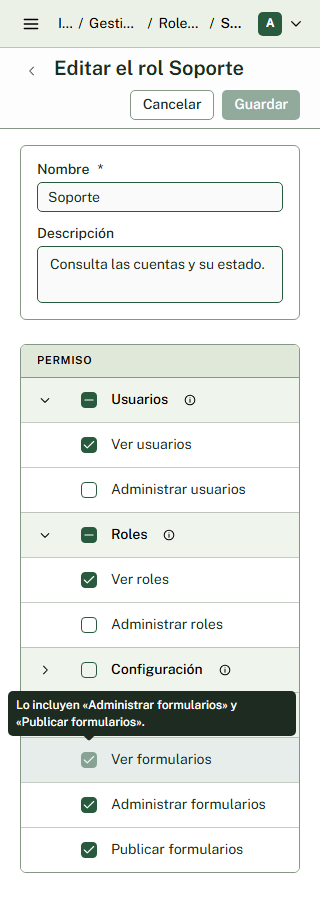 I... / Gesti... / Role... / S... A
Editar el rol Soporte
Cancelar Guardar
Nombre *
Soporte
Descripción
Consulta las cuentas y su estado.
PERMISO
Usuarios
Ver usuarios
Administrar usuarios
Roles
Ver roles
Administrar roles
Configuración
Lo incluyen «Administrar formularios» y
«Publicar formularios».
Ver formularios
Administrar formularios
Publicar formularios